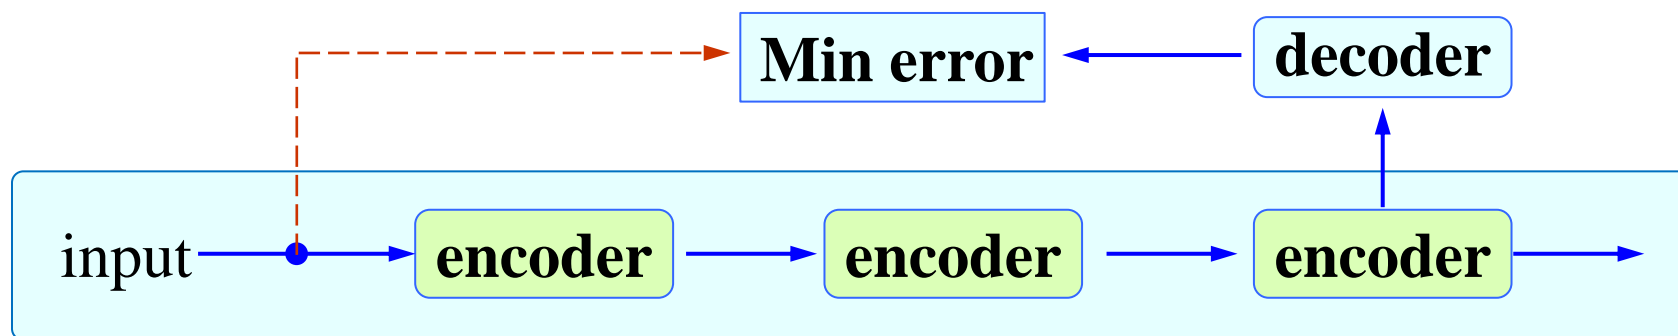 Min error
decoder
input
encoder
encoder
encoder